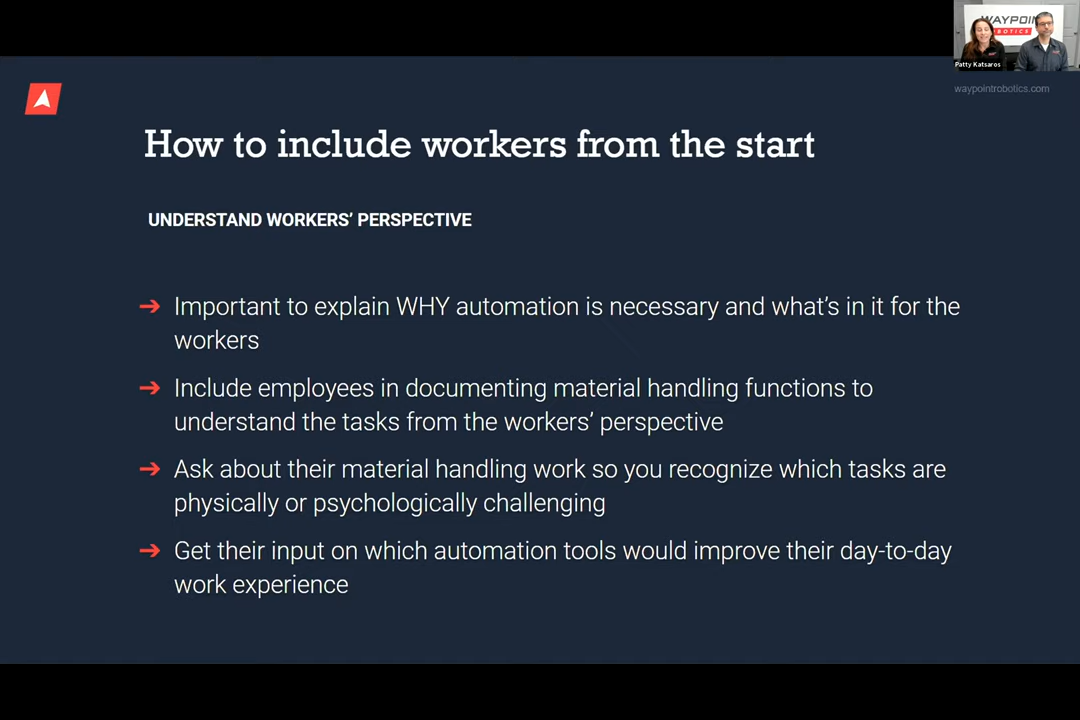 WAYPOIN
ROBOTICS
Patty Katsaros
waypointrobotics.com
How to include workers from the start
UNDERSTAND WORKERS’ PERSPECTIVE
➔ Important to explain WHY automation is necessary and what’s in it for the
workers
➔ Include employees in documenting material handling functions to
understand the tasks from the workers’ perspective
➔ Ask about their material handling work so you recognize which tasks are
physically or psychologically challenging
➔ Get their input on which automation tools would improve their day-to-day
work experience